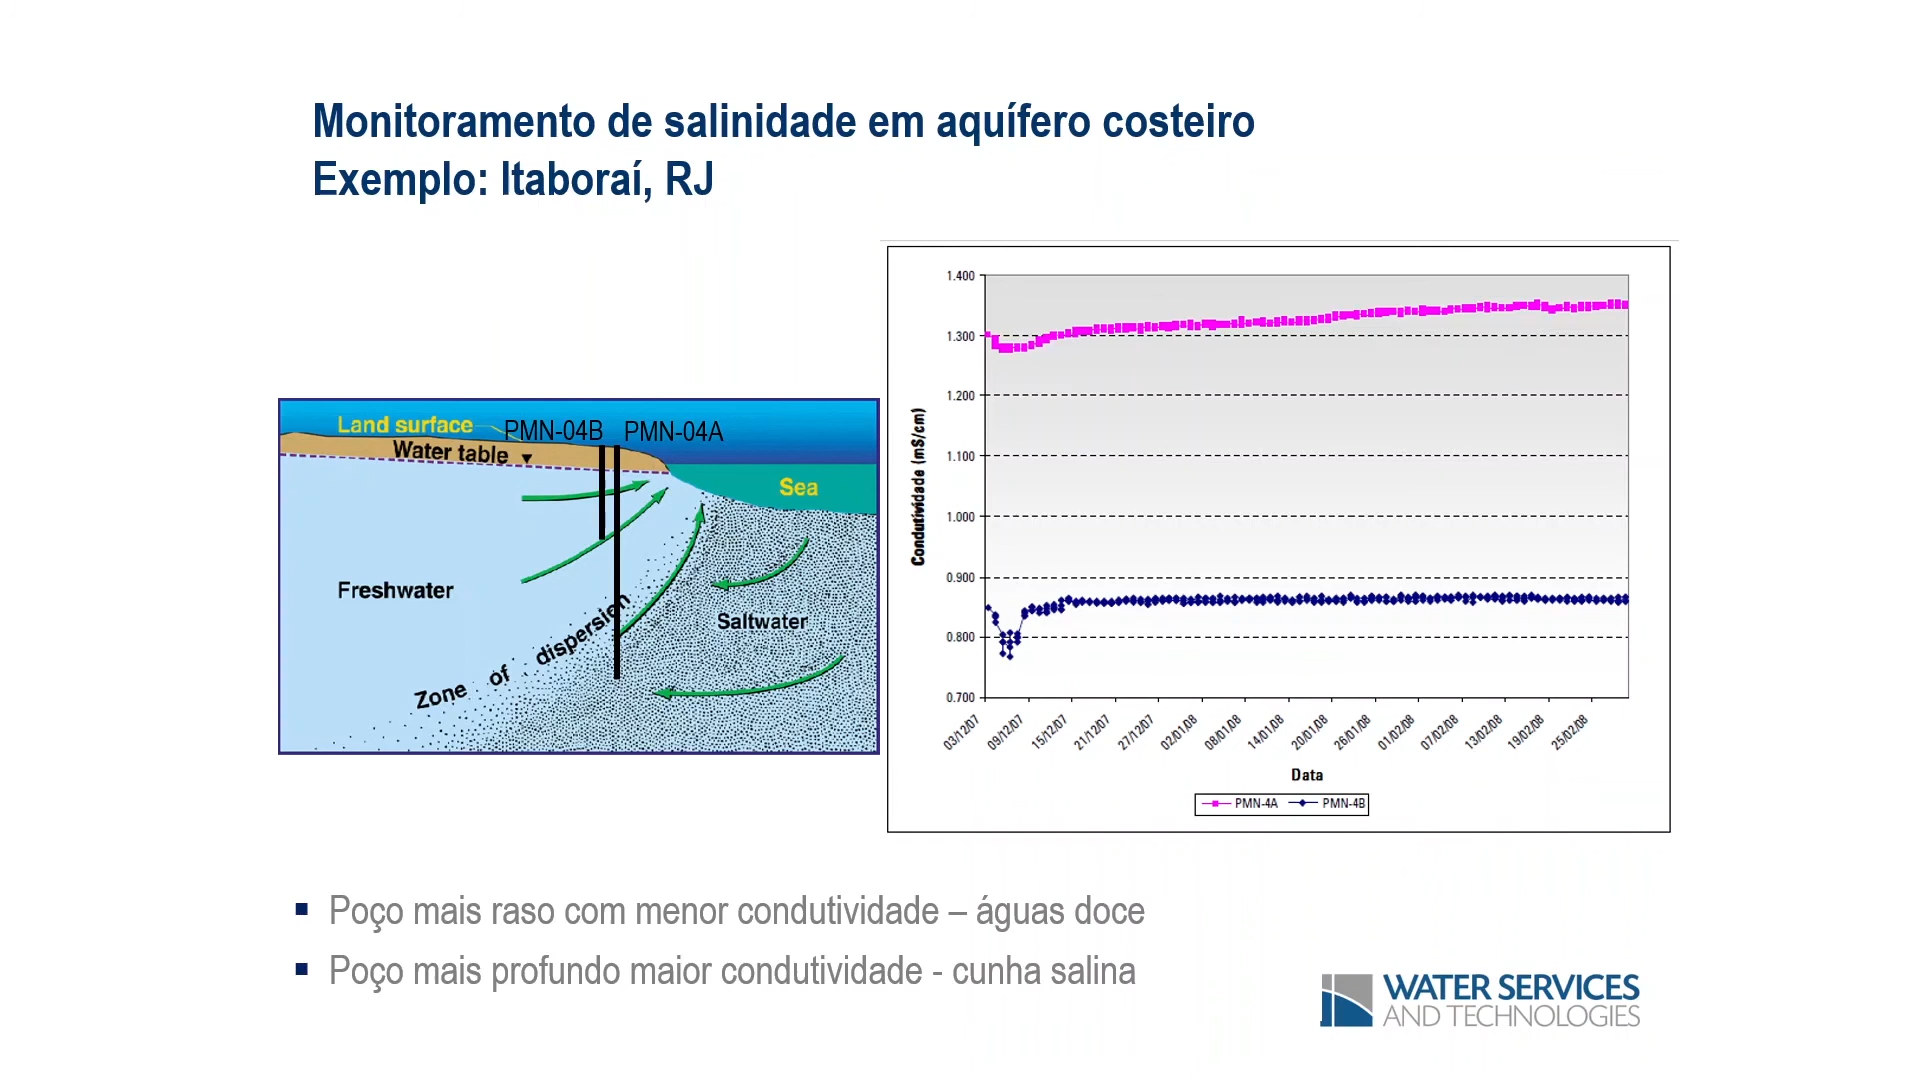 Monitoramento de salinidade em aquífero costeiro
Exemplo: Itaboraí, RJ
Land surface
PMN-04B
PMN-04A
Water table
Sea
Freshwater
Saltwater
Zone of dispersion
1.400
1.300
1.200
1.100
1.000
0.900
0.800
0.700
Condutividade (mS/cm)
03/12/07
09/12/07
15/12/07
21/12/07
27/12/07
02/01/08
08/01/08
14/01/08
20/01/08
26/01/08
01/02/08
07/02/08
13/02/08
19/02/08
25/02/08
Data
PMN-4A
PMN-4B
▪ Poço mais raso com menor condutividade – águas doce
▪ Poço mais profundo maior condutividade - cunha salina
WATER SERVICES
AND TECHNOLOGIES